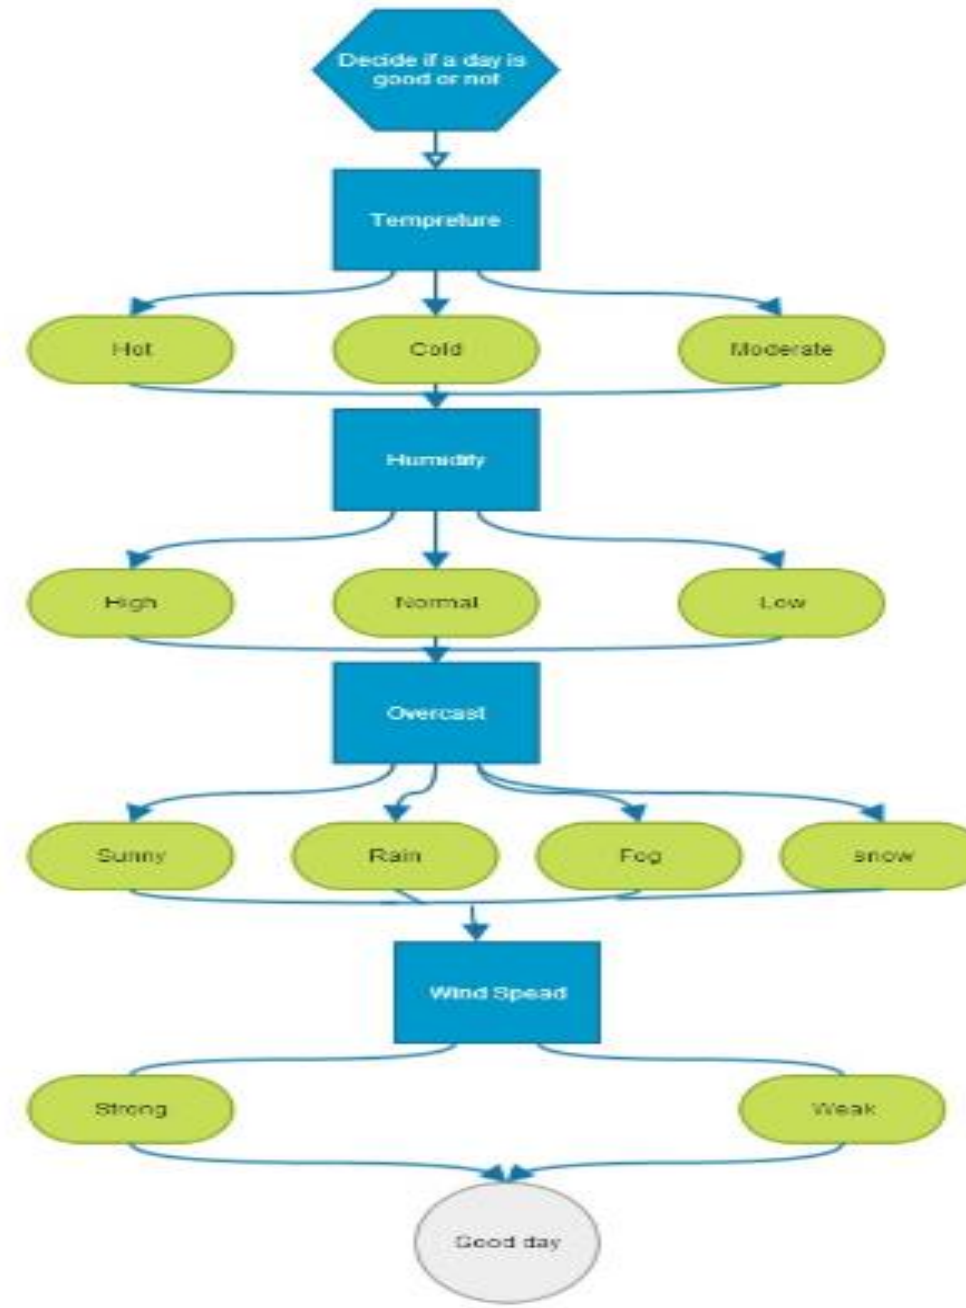 Decide if a day is
good or not
Tempreture
Hot
Cold
Moderate
Humidity
High
Normal
Low
Overcast
Sunny
Rain
Fog
snow
Wind Spead
Strong
Weak
Good day